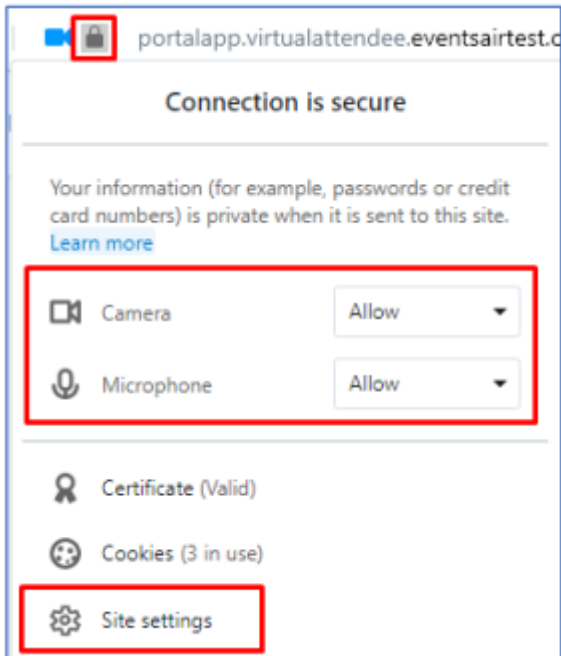 portalapp.virtualattendee.eventsairtest.c
Connection is secure
Your information (for example, passwords or credit
card numbers) is private when it is sent to this site.
Learn more
Camera Allow
Microphone Allow
Certificate (Valid)
Cookies (3 in use)
Site settings